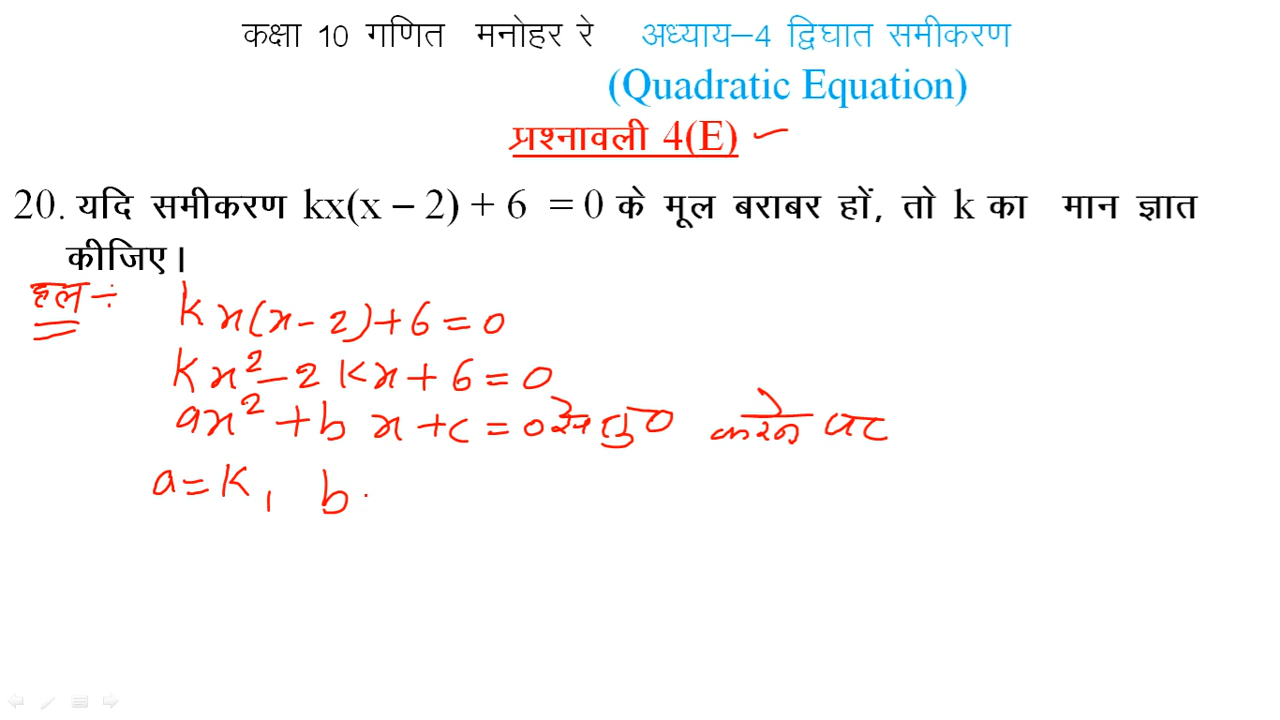 कक्षा 10 गणित मनोहर रे अध्याय–4 द्विघात समीकरण
(Quadratic Equation)
प्रश्नावली 4(E)
20. यदि समीकरण kx(x – 2) + 6 = 0 के मूल बराबर हों, तो k का मान ज्ञात
कीजिए।
हल ÷ kx(x - 2) + 6 = 0
kx² - 2kx + 6 = 0
ax² + bx + c = 0 से तु० करने पर
a = k, b